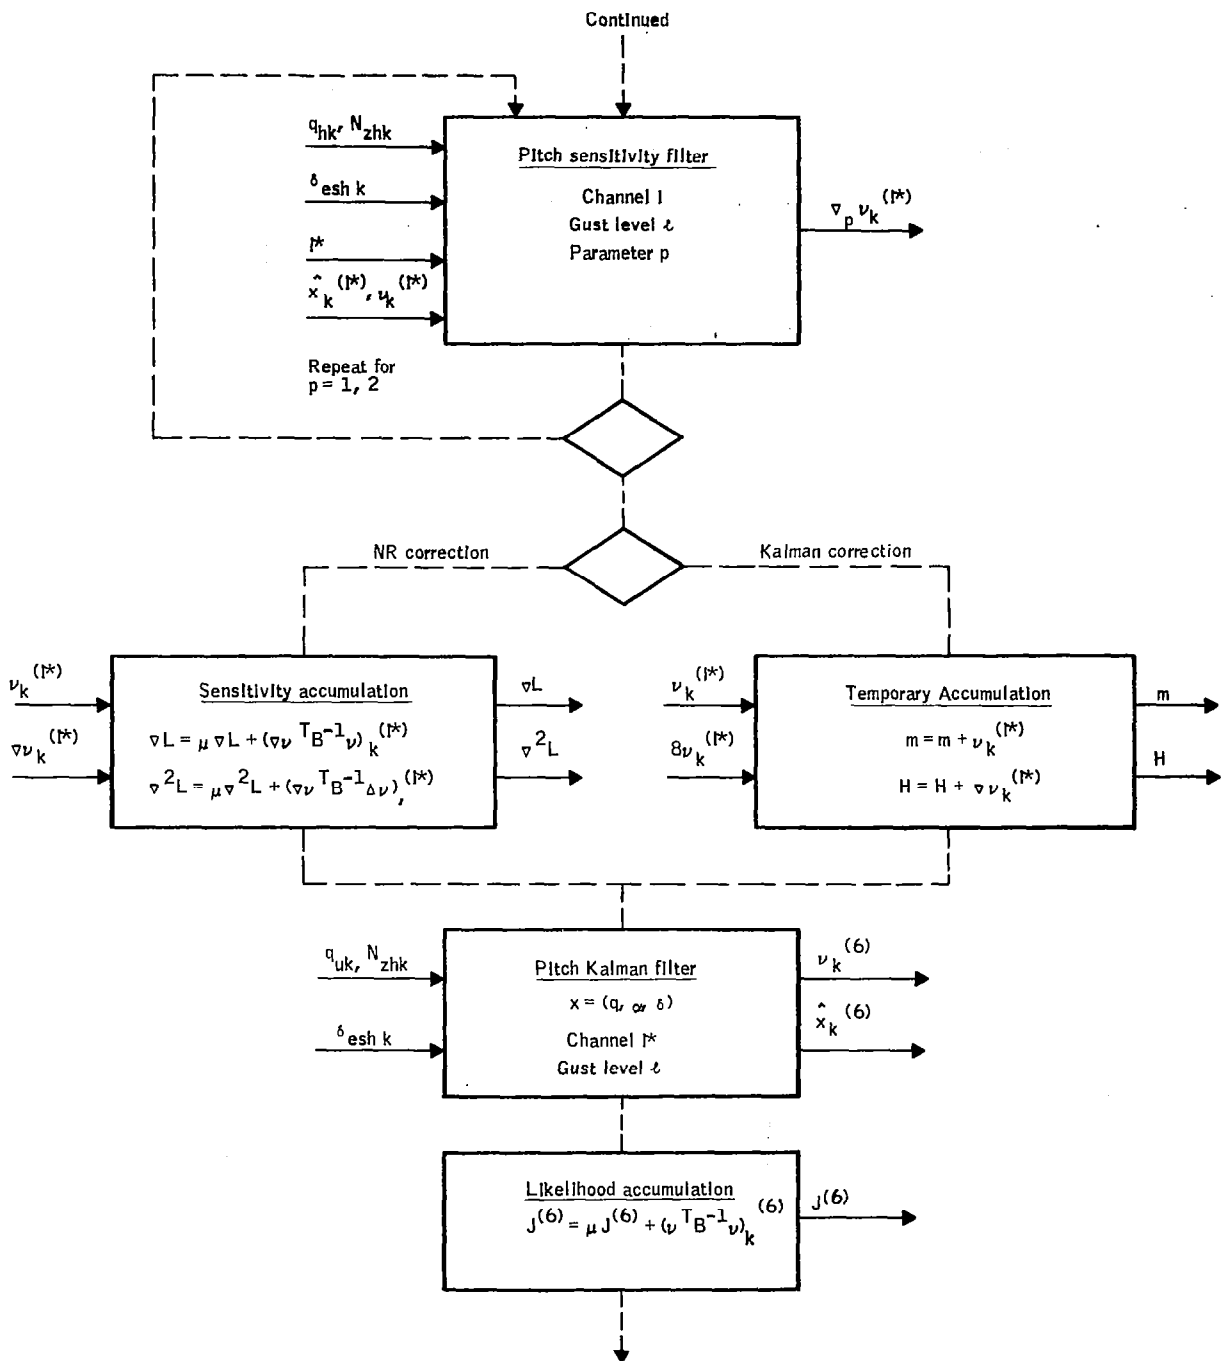 Continued
q_hk, N_zhk
δ_esh k
i*
x̂_k^(i*), ν_k^(i*)
Repeat for
p = 1, 2
Pitch sensitivity filter
Channel i
Gust level ℓ
Parameter p
∇_p ν_k^(i*)
NR correction
Kalman correction
ν_k^(i*)
∇ν_k^(i*)
Sensitivity accumulation
∇L = μ ∇L + (∇ν^T B^-1 ν)_k^(i*)
∇^2L = μ∇^2L + (∇ν^T B^-1 Δν),^(i*)
∇L
∇^2L
ν_k^(i*)
8ν_k^(i*)
Temporary Accumulation
m = m + ν_k^(i*)
H = H + ∇ν_k^(i*)
m
H
q_uk, N_zhk
δ_esh k
Pitch Kalman filter
x = (q, α, δ)
Channel i*
Gust level ℓ
ν_k^(6)
x̂_k^(6)
Likelihood accumulation
J^(6) = μ J^(6) + (ν^T B^-1 ν)_k^(6)
J^(6)